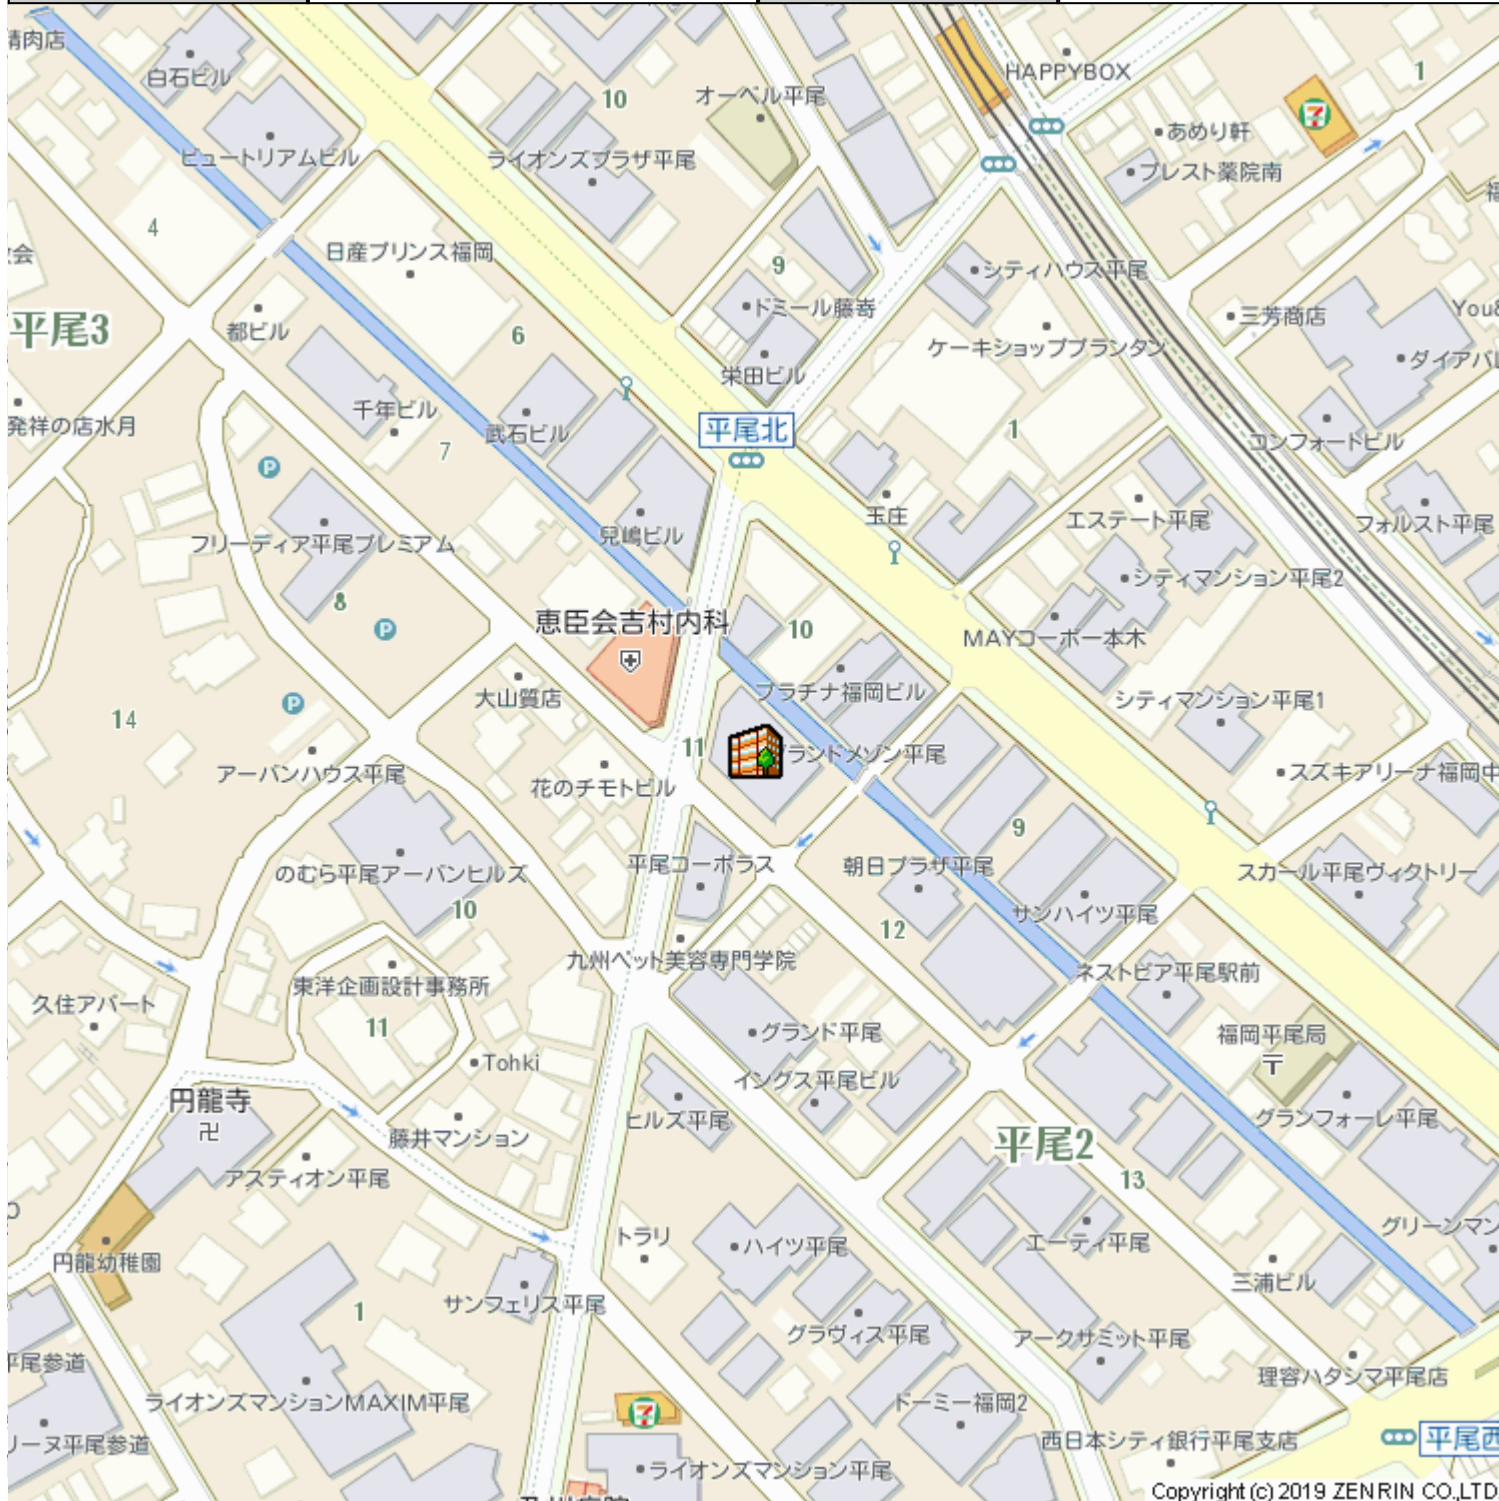 精肉店
白石ビル
HAPPYBOX
1
10
オーベル平尾
あめり軒
ビュートリアムビル
ライオンズプラザ平尾
プレスト薬院南
4
日産プリンス福岡
9
シティハウス平尾
ドミール藤嵜
三芳商店
平尾3
都ビル
6
ケーキショッププランタン
栄田ビル
千年ビル
発祥の店水月
武石ビル
平尾北
1
コンフォートビル
7
玉庄
エステート平尾
フォルスト平尾
兒嶋ビル
フリーディア平尾プレミアム
シティマンション平尾2
8
恵臣会吉村内科
10
MAYコーポー本木
大山質店
プラチナ福岡ビル
シティマンション平尾1
14
11
グランドメゾン平尾
アーバンハウス平尾
スズキアリーナ福岡中
花のチモトビル
9
平尾コーポラス
朝日プラザ平尾
スカール平尾ヴィクトリー
のむら平尾アーバンヒルズ
10
サンハイツ平尾
12
九州ペット美容専門学院
ネストピア平尾駅前
東洋企画設計事務所
久住アパート
11
グランド平尾
福岡平尾局
Tohki
イングス平尾ビル
円龍寺
ヒルズ平尾
グランフォーレ平尾
藤井マンション
平尾2
アスティオン平尾
13
トラリ
ハイツ平尾
エーティ平尾
グリーンマン
円龍幼稚園
三浦ビル
サンフェリス平尾
1
グラヴィス平尾
アークサミット平尾
平尾参道
理容ハタシマ平尾店
ライオンズマンションMAXIM平尾
ドーミー福岡2
7
リーヌ平尾参道
西日本シティ銀行平尾支店
平尾西
ライオンズマンション平尾
Copyright (c) 2019 ZENRIN CO.,LTD